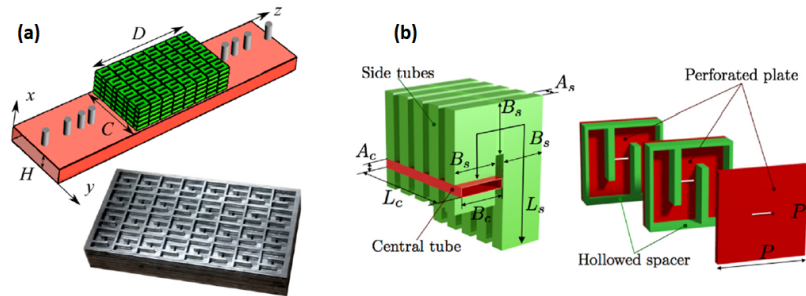 (a)
D
z
x
C
H
y
(b)
Side tubes
A_s
B_s
B_s
B_s
A_c
L_c
B_c
L_s
Central tube
Perforated plate
P
P
Hollowed spacer